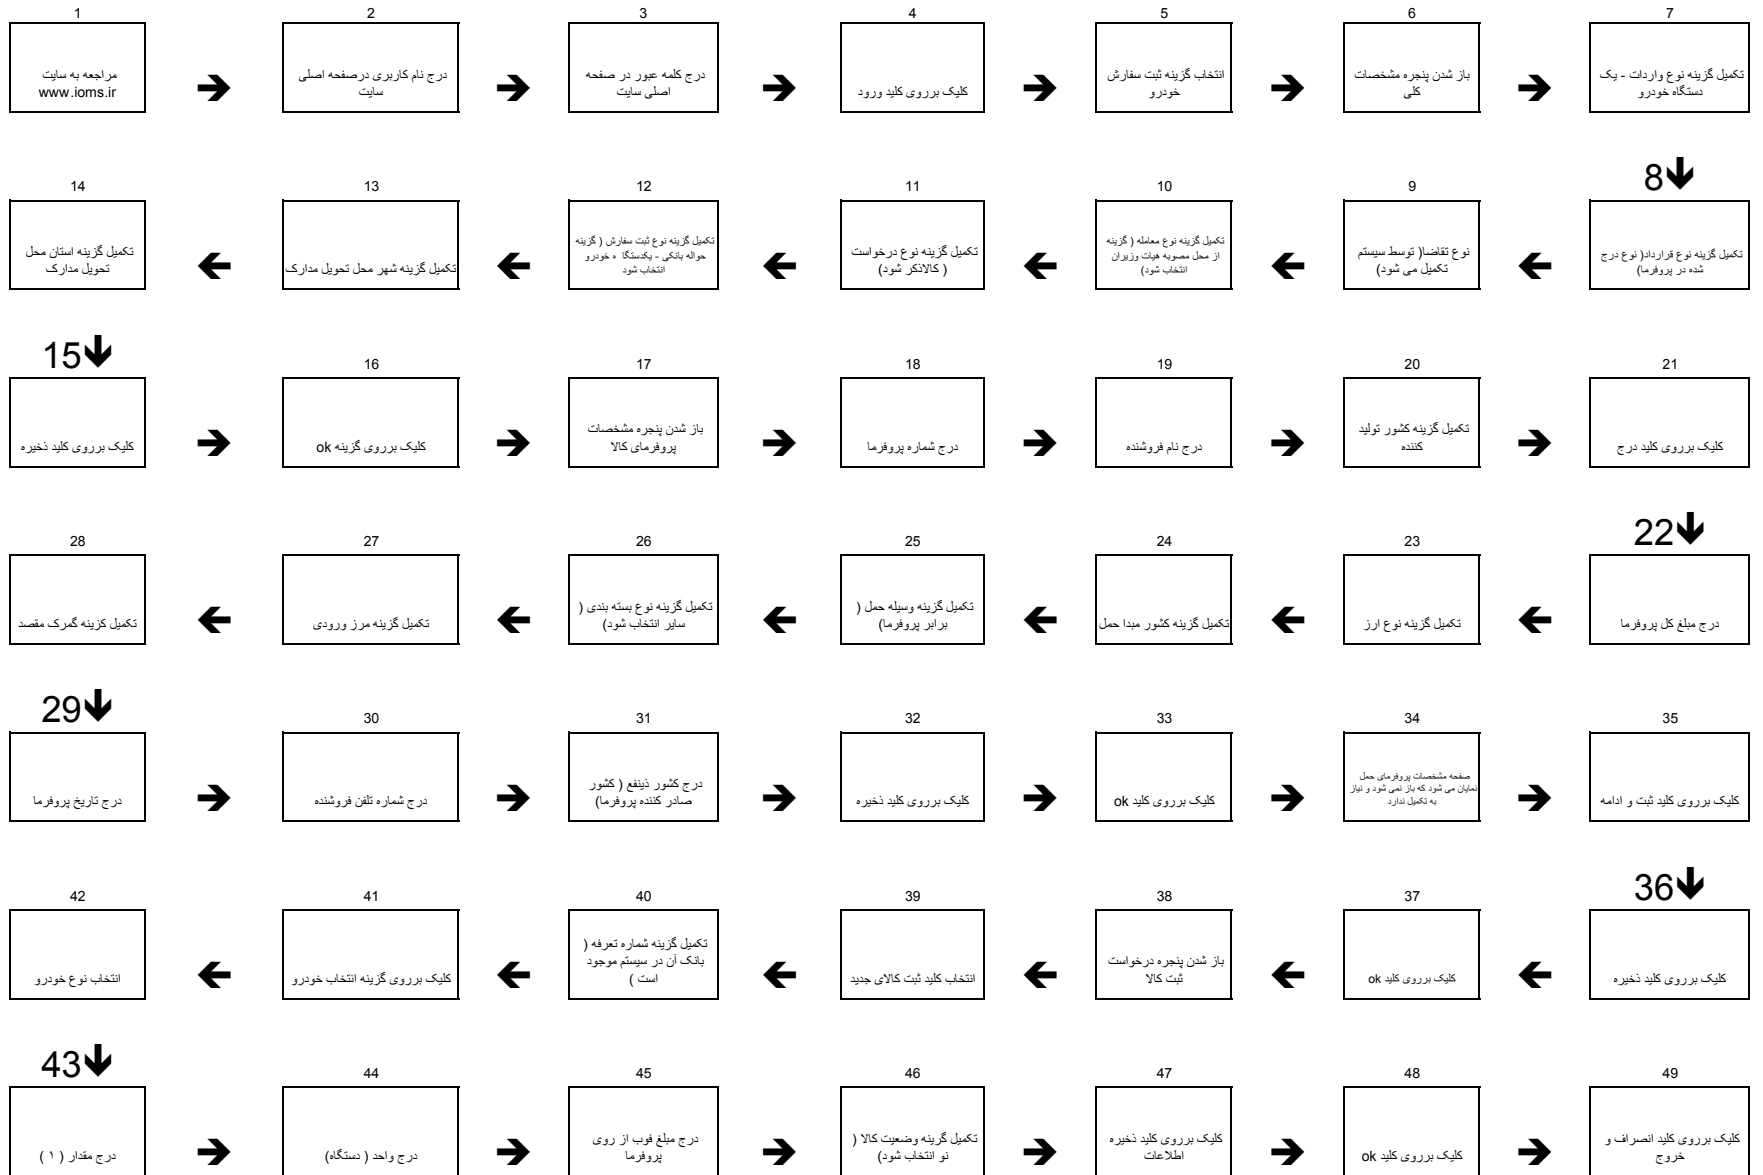 1
مراجعه به سایت
www.ioms.ir
2
درج نام کاربری درصفحه اصلی
سایت
3
درج کلمه عبور در صفحه
اصلی سایت
4
کلیک برروی کلید ورود
5
انتخاب گزینه ثبت سفارش
خودرو
6
باز شدن پنجره مشخصات
کلی
7
تکمیل گزینه نوع واردات - یک
دستگاه خودرو
8
تکمیل گزینه نوع قرارداد( نوع درج
شده در پروفرما)
9
نوع تقاضا( توسط سیستم
تکمیل می شود)
10
تکمیل گزینه نوع معامله ( گزینه
از محل مصوبه هیات وزیران
انتخاب شود)
11
تکمیل گزینه نوع درخواست
( کالاذکر شود)
12
تکمیل گزینه نوع ثبت سفارش ( گزینه
حواله بانکی - یکدستگا ه خودرو
انتخاب شود
13
تکمیل گزینه شهر محل تحویل مدارک
14
تکمیل گزینه استان محل
تحویل مدارک
15
کلیک برروی کلید ذخیره
16
کلیک برروی گزینه ok
17
باز شدن پنجره مشخصات
پروفرمای کالا
18
درج شماره پروفرما
19
درج نام فروشنده
20
تکمیل گزینه کشور تولید
کننده
21
کلیک برروی کلید درج
22
درج مبلغ کل پروفرما
23
تکمیل گزینه نوع ارز
24
تکمیل گزینه کشور مبدا حمل
25
تکمیل گزینه وسیله حمل (
برابر پروفرما)
26
تکمیل گزینه نوع بسته بندی (
سایر انتخاب شود)
27
تکمیل گزینه مرز ورودی
28
تکمیل کزینه گمرک مقصد
29
درج تاریخ پروفرما
30
درج شماره تلفن فروشنده
31
درج کشور ذینفع ( کشور
صادر کننده پروفرما)
32
کلیک برروی کلید ذخیره
33
کلیک برروی کلید ok
34
صفحه مشخصات پروفرمای حمل
نمایان می شود که باز نمی شود و نیاز
به تکمیل ندارد
35
کلیک برروی کلید ثبت و ادامه
36
کلیک برروی کلید ذخیره
37
کلیک برروی کلید ok
38
باز شدن پنجره درخواست
ثبت کالا
39
انتخاب کلید ثبت کالای جدید
40
تکمیل گزینه شماره تعرفه (
بانک آن در سیستم موجود
است )
41
کلیک برروی گزینه انتخاب خودرو
42
انتخاب نوع خودرو
43
درج مقدار ( ۱ )
44
درج واحد ( دستگاه)
45
درج مبلغ فوب از روی
پروفرما
46
تکمیل گرینه وضعیت کالا (
نو انتخاب شود)
47
کلیک برروی کلید ذخیره
اطلاعات
48
کلیک برروی کلید ok
49
کلیک برروی کلید انصراف و
خروج